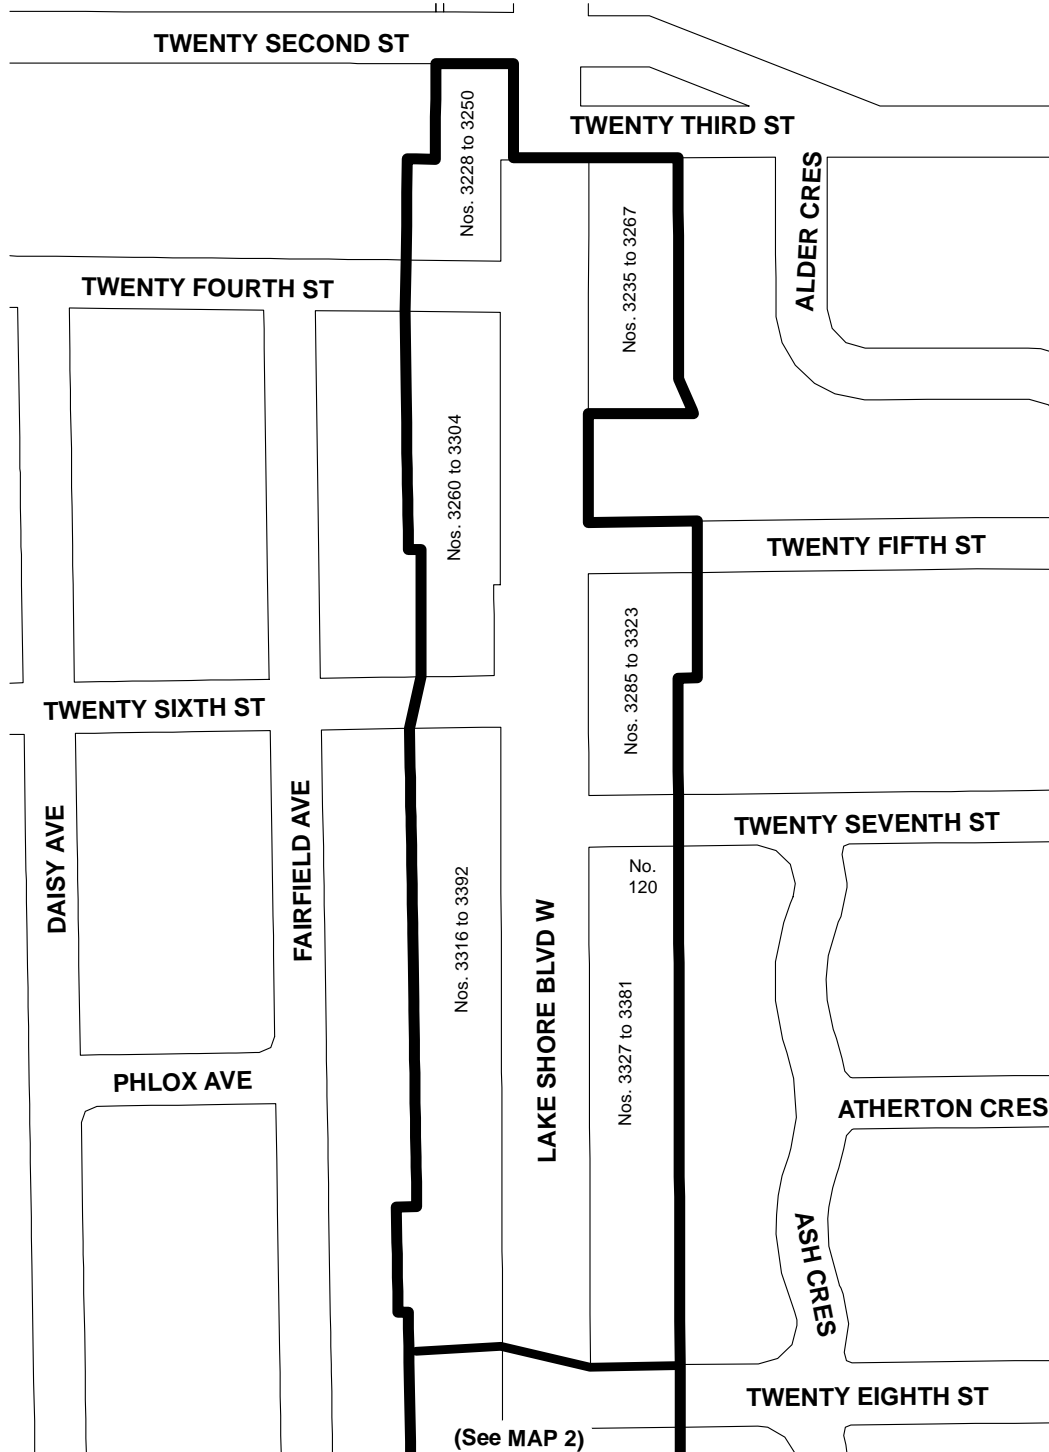 TWENTY SECOND ST
Nos. 3228 to 3250
TWENTY THIRD ST
ALDER CRES
Nos. 3235 to 3267
TWENTY FOURTH ST
Nos. 3260 to 3304
TWENTY FIFTH ST
Nos. 3285 to 3323
TWENTY SIXTH ST
DAISY AVE
FAIRFIELD AVE
TWENTY SEVENTH ST
No.
120
Nos. 3316 to 3392
LAKE SHORE BLVD W
Nos. 3327 to 3381
PHLOX AVE
ATHERTON CRES
ASH CRES
TWENTY EIGHTH ST
(See MAP 2)